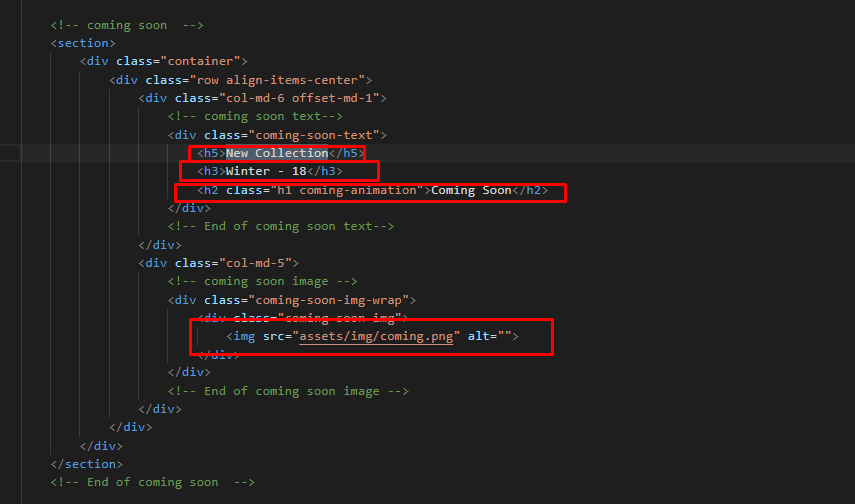 <!-- coming soon  -->
<section>
<div class="container">
<div class="row align-items-center">
<div class="col-md-6 offset-md-1">
<!-- coming soon text-->
<div class="coming-soon-text">
<h5>New Collection</h5>
<h3>Winter - 18</h3>
<h2 class="h1 coming-animation">Coming Soon</h2>
</div>
<!-- End of coming soon text-->
</div>
<div class="col-md-5">
<!-- coming soon image -->
<div class="coming-soon-img-wrap">
<div class="coming-soon-img">
<img src="assets/img/coming.png" alt="">
</div>
</div>
<!-- End of coming soon image -->
</div>
</div>
</div>
</section>
<!-- End of coming soon  -->